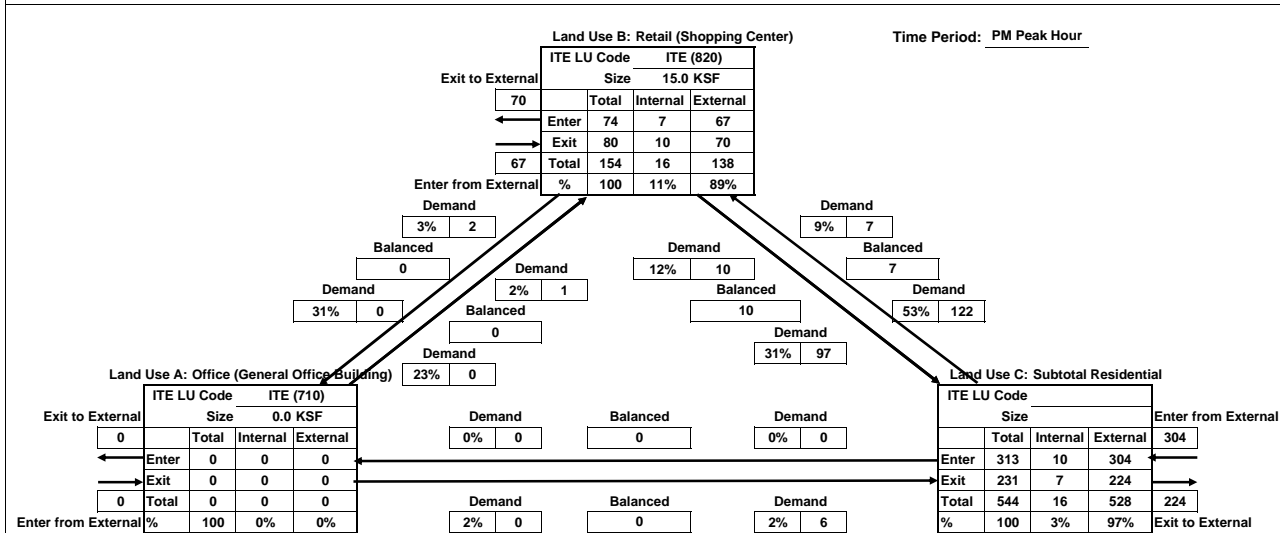 Land Use B: Retail (Shopping Center)
Time Period: PM Peak Hour
ITE LU Code ITE (820)
Exit to External Size 15.0 KSF
70 Total Internal External
Enter 74 7 67
Exit 80 10 70
67 Total 154 16 138
Enter from External % 100 11% 89%
Demand Demand
3% 2 9% 7
Balanced Demand Balanced
0 Demand 12% 10 7
Demand 2% 1 Balanced Demand
31% 0 Balanced 10 53% 122
0 Demand
Demand 31% 97
Land Use A: Office (General Office Building) 23% 0 Land Use C: Subtotal Residential
ITE LU Code ITE (710) ITE LU Code
Exit to External Size 0.0 KSF Demand Balanced Demand Size Enter from External
0 Total Internal External 0% 0 0 0% 0 Total Internal External 304
Enter 0 0 0 Enter 313 10 304
Exit 0 0 0 Exit 231 7 224
0 Total 0 0 0 Demand Balanced Demand Total 544 16 528 224
Enter from External % 100 0% 0% 2% 0 0 2% 6 % 100 3% 97% Exit to External